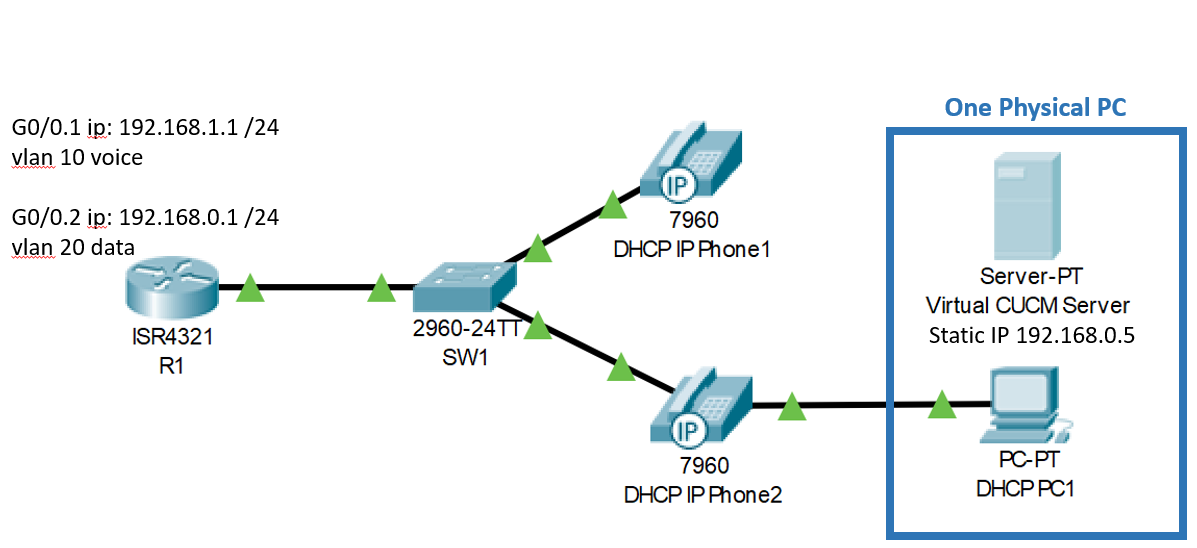 One Physical PC
G0/0.1 ip: 192.168.1.1 /24
vlan 10 voice
G0/0.2 ip: 192.168.0.1 /24
vlan 20 data
IP
7960
DHCP IP Phone1
Server-PT
Virtual CUCM Server
Static IP 192.168.0.5
ISR4321
R1
2960-24TT
SW1
IP
7960
DHCP IP Phone2
PC-PT
DHCP PC1